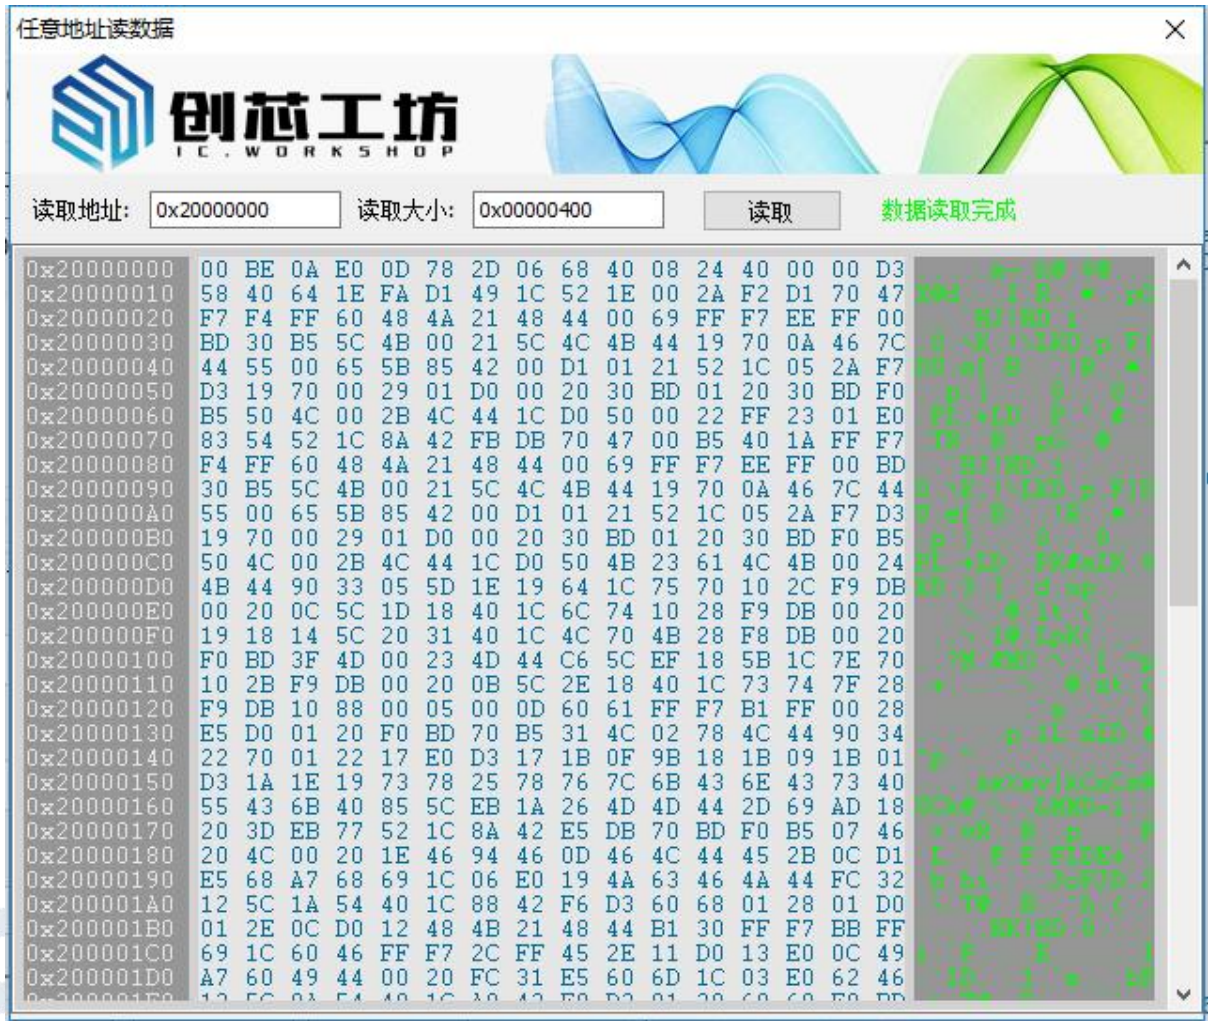 任意地址读数据
创芯工坊
IC.WORKSHOP
读取地址: 0x20000000 读取大小: 0x00000400 读取 数据读取完成
0x20000000 00 BE 0A E0 0D 78 2D 06 68 40 08 24 40 00 00 D3
0x20000010 58 40 64 1E FA D1 49 1C 52 1E 00 2A F2 D1 70 47
0x20000020 F7 F4 FF 60 48 4A 21 48 44 00 69 FF F7 EE FF 00
0x20000030 BD 30 B5 5C 4B 00 21 5C 4C 4B 44 19 70 0A 46 7C
0x20000040 44 55 00 65 5B 85 42 00 D1 01 21 52 1C 05 2A F7
0x20000050 D3 19 70 00 29 01 D0 00 20 30 BD 01 20 30 BD F0
0x20000060 B5 50 4C 00 2B 4C 44 1C D0 50 00 22 FF 23 01 E0
0x20000070 83 54 52 1C 8A 42 FB DB 70 47 00 B5 40 1A FF F7
0x20000080 F4 FF 60 48 4A 21 48 44 00 69 FF F7 EE FF 00 BD
0x20000090 30 B5 5C 4B 00 21 5C 4C 4B 44 19 70 0A 46 7C 44
0x200000A0 55 00 65 5B 85 42 00 D1 01 21 52 1C 05 2A F7 D3
0x200000B0 19 70 00 29 01 D0 00 20 30 BD 01 20 30 BD F0 B5
0x200000C0 50 4C 00 2B 4C 44 1C D0 50 4B 23 61 4C 4B 00 24
0x200000D0 4B 44 90 33 05 5D 1E 19 64 1C 75 70 10 2C F9 DB
0x200000E0 00 20 0C 5C 1D 18 40 1C 6C 74 10 28 F9 DB 00 20
0x200000F0 19 18 14 5C 20 31 40 1C 4C 70 4B 28 F8 DB 00 20
0x20000100 F0 BD 3F 4D 00 23 4D 44 C6 5C EF 18 5B 1C 7E 70
0x20000110 10 2B F9 DB 00 20 0B 5C 2E 18 40 1C 73 74 7F 28
0x20000120 F9 DB 10 88 00 05 00 0D 60 61 FF F7 B1 FF 00 28
0x20000130 E5 D0 01 20 F0 BD 70 B5 31 4C 02 78 4C 44 90 34
0x20000140 22 70 01 22 17 E0 D3 17 1B 0F 9B 18 1B 09 1B 01
0x20000150 D3 1A 1E 19 73 78 25 78 76 7C 6B 43 6E 43 73 40
0x20000160 55 43 6B 40 85 5C EB 1A 26 4D 4D 44 2D 69 AD 18
0x20000170 20 3D EB 77 52 1C 8A 42 E5 DB 70 BD F0 B5 07 46
0x20000180 20 4C 00 20 1E 46 94 46 0D 46 4C 44 45 2B 0C D1
0x20000190 E5 68 A7 68 69 1C 06 E0 19 4A 63 46 4A 44 FC 32
0x200001A0 12 5C 1A 54 40 1C 88 42 F6 D3 60 68 01 28 01 D0
0x200001B0 01 2E 0C D0 12 48 4B 21 48 44 B1 30 FF F7 BB FF
0x200001C0 69 1C 60 46 FF F7 2C FF 45 2E 11 D0 13 E0 0C 49
0x200001D0 A7 60 49 44 00 20 FC 31 E5 60 6D 1C 03 E0 62 46